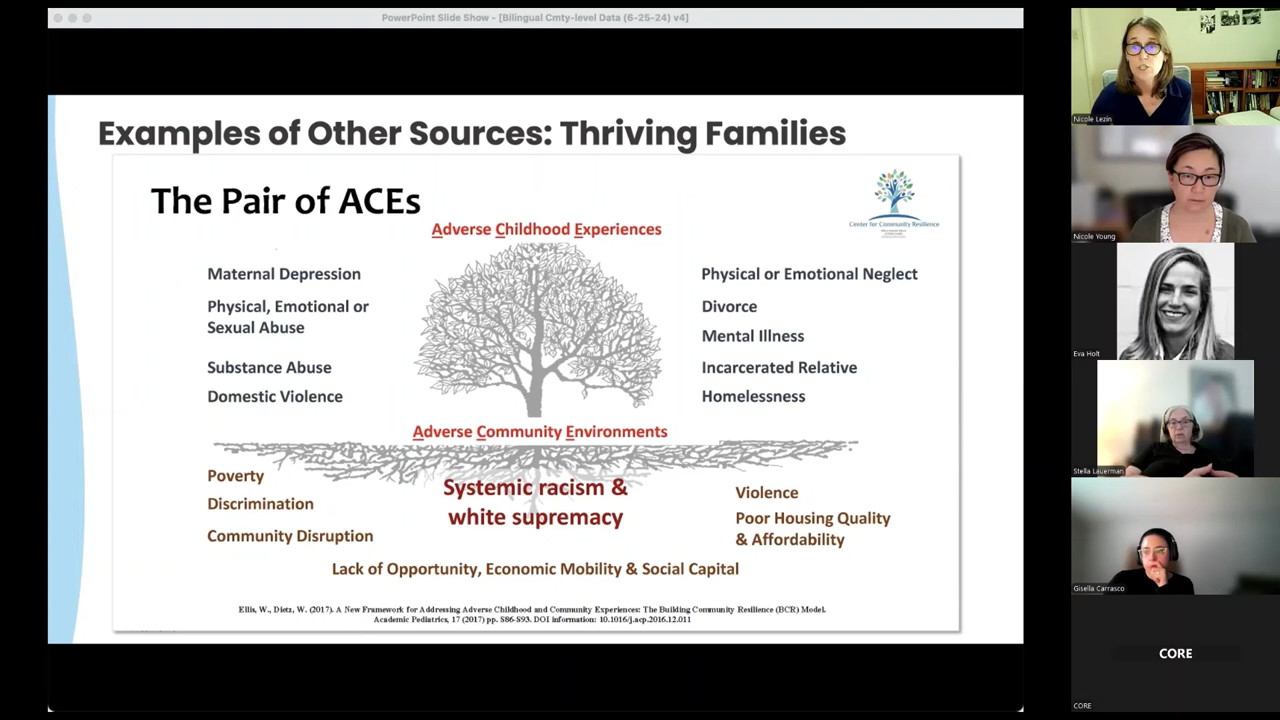 PowerPoint Slide Show - [Bilingual Cmty-level Data (6-25-24) v4]
Examples of Other Sources: Thriving Families
The Pair of ACEs
Center for Community Resilience
Adverse Childhood Experiences
Maternal Depression
Physical, Emotional or
Sexual Abuse
Substance Abuse
Domestic Violence
Physical or Emotional Neglect
Divorce
Mental Illness
Incarcerated Relative
Homelessness
Adverse Community Environments
Poverty
Discrimination
Community Disruption
Systemic racism &
white supremacy
Violence
Poor Housing Quality
& Affordability
Lack of Opportunity, Economic Mobility & Social Capital
Ellis, W., Dietz, W. (2017). A New Framework for Addressing Adverse Childhood and Community Experiences: The Building Community Resilience (BCR) Model.
Academic Pediatrics, 17 (2017) pp. S86-S93. DOI information: 10.1016/j.acp.2016.12.011
Nicole Lezin
Nicole Young
Eva Holt
Stella Lauerman
Gisella Carrasco
CORE
CORE